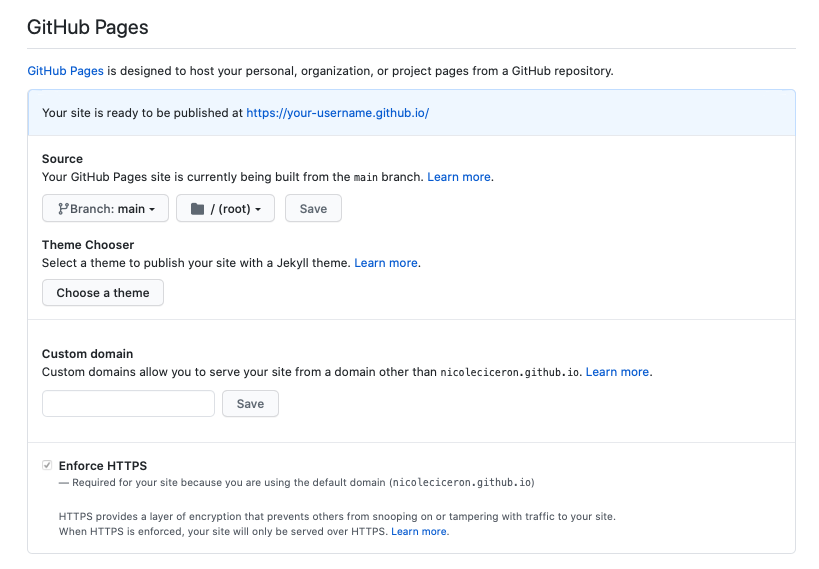 GitHub Pages
GitHub Pages is designed to host your personal, organization, or project pages from a GitHub repository.
Your site is ready to be published at https://your-username.github.io/
Source
Your GitHub Pages site is currently being built from the main branch. Learn more.
Branch: main / (root) Save
Theme Chooser
Select a theme to publish your site with a Jekyll theme. Learn more.
Choose a theme
Custom domain
Custom domains allow you to serve your site from a domain other than nicoleciceron.github.io. Learn more.
Save
Enforce HTTPS
— Required for your site because you are using the default domain (nicoleciceron.github.io)
HTTPS provides a layer of encryption that prevents others from snooping on or tampering with traffic to your site.
When HTTPS is enforced, your site will only be served over HTTPS. Learn more.